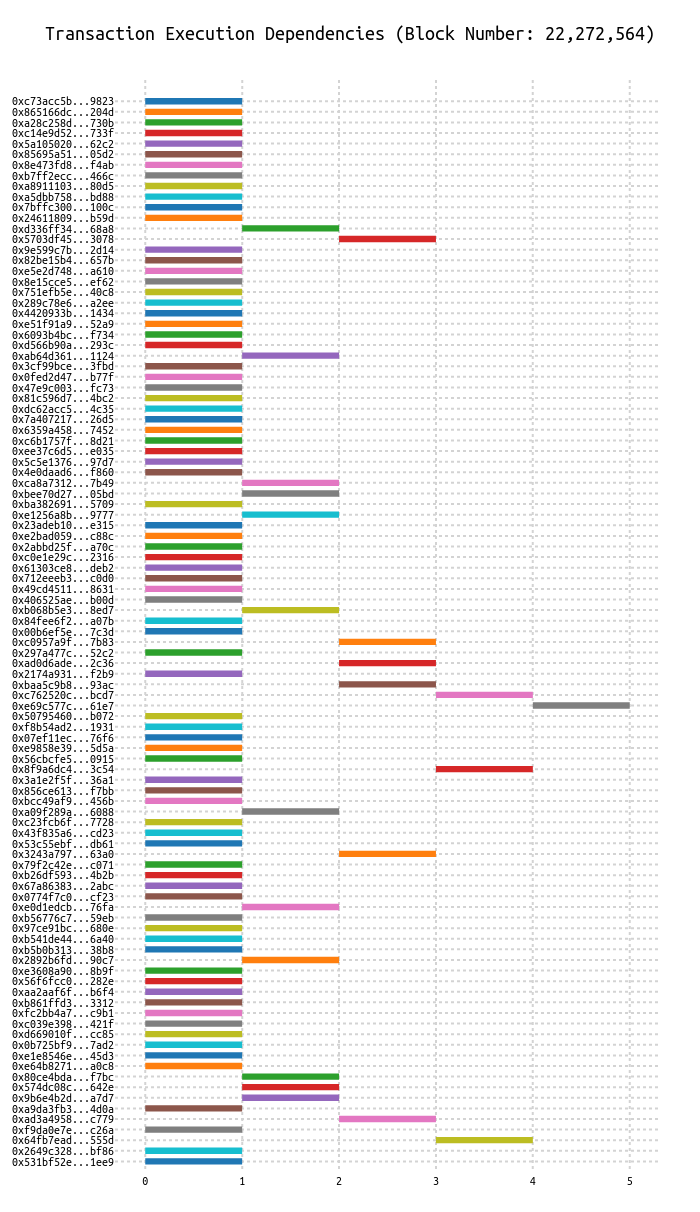 Transaction Execution Dependencies (Block Number: 22,272,564)
0xc73acc5b...9823
0x865166dc...204d
0xa28c258d...730b
0xc14e9d52...733f
0x5a105020...62c2
0x85695a51...05d2
0x8e473fd8...f4ab
0xb7ff2ecc...466c
0xa8911103...80d5
0xa5dbb758...bd88
0x7bffc300...100c
0x24611809...b59d
0xd336ff34...68a8
0x5703df45...3078
0x9e599c7b...2d14
0x82be15b4...657b
0xe5e2d748...a610
0x8e15cce5...ef62
0x751efb5e...40c8
0x289c78e6...a2ee
0x4420933b...1434
0xe51f91a9...52a9
0x6093b4bc...f734
0xd566b90a...293c
0xab64d361...1124
0x3cf99bce...3fbd
0x0fed2d47...b77f
0x47e9c003...fc73
0x81c596d7...4bc2
0xdc62acc5...4c35
0x7a407217...26d5
0x6359a458...7452
0xc6b1757f...8d21
0xee37c6d5...e035
0x5c5e1376...97d7
0x4e0daad6...f860
0xca8a7312...7b49
0xbee70d27...05bd
0xba382691...5709
0xe1256a8b...9777
0x23adeb10...e315
0xe2bad059...c88c
0x2abbd25f...a70c
0xc0e1e29c...2316
0x61303ce8...deb2
0x712eeeb3...c0d0
0x49cd4511...8631
0x406525ae...b00d
0xb068b5e3...8ed7
0x84fee6f2...a07b
0x00b6ef5e...7c3d
0xc0957a9f...7b83
0x297a477c...52c2
0xad0d6ade...2c36
0x2174a931...f2b9
0xbaa5c9b8...93ac
0xc762520c...bcd7
0xe69c577c...61e7
0x50795460...b072
0xf8b54ad2...1931
0x07ef11ec...76f6
0xe9858e39...5d5a
0x56cbcfe5...0915
0x8f9a6dc4...3c54
0x3a1e2f5f...36a1
0x856ce613...f7bb
0xbcc49af9...456b
0xa09f289a...6088
0xc23fcb6f...7728
0x43f835a6...cd23
0x53c55ebf...db61
0x3243a797...63a0
0x79f2c42e...c071
0xb26df593...4b2b
0x67a86383...2abc
0x0774f7c0...cf23
0xe0d1edcb...76fa
0xb56776c7...59eb
0x97ce91bc...680e
0xb541de44...6a40
0xb5b0b313...38b8
0x2892b6fd...90c7
0xe3608a90...8b9f
0x56f6fcc0...282e
0xaa2aaf6f...b6f4
0xb861ffd3...3312
0xfc2bb4a7...c9b1
0xc039e398...421f
0xd669010f...cc85
0x0b725bf9...7ad2
0xe1e8546e...45d3
0xe64b8271...a0c8
0x80ce4bda...f7bc
0x574dc08c...642e
0x9b6e4b2d...a7d7
0xa9da3fb3...4d0a
0xad3a4958...c779
0xf9da0e7e...c26a
0x64fb7ead...555d
0x2649c328...bf86
0x531bf52e...1ee9
0 1 2 3 4 5